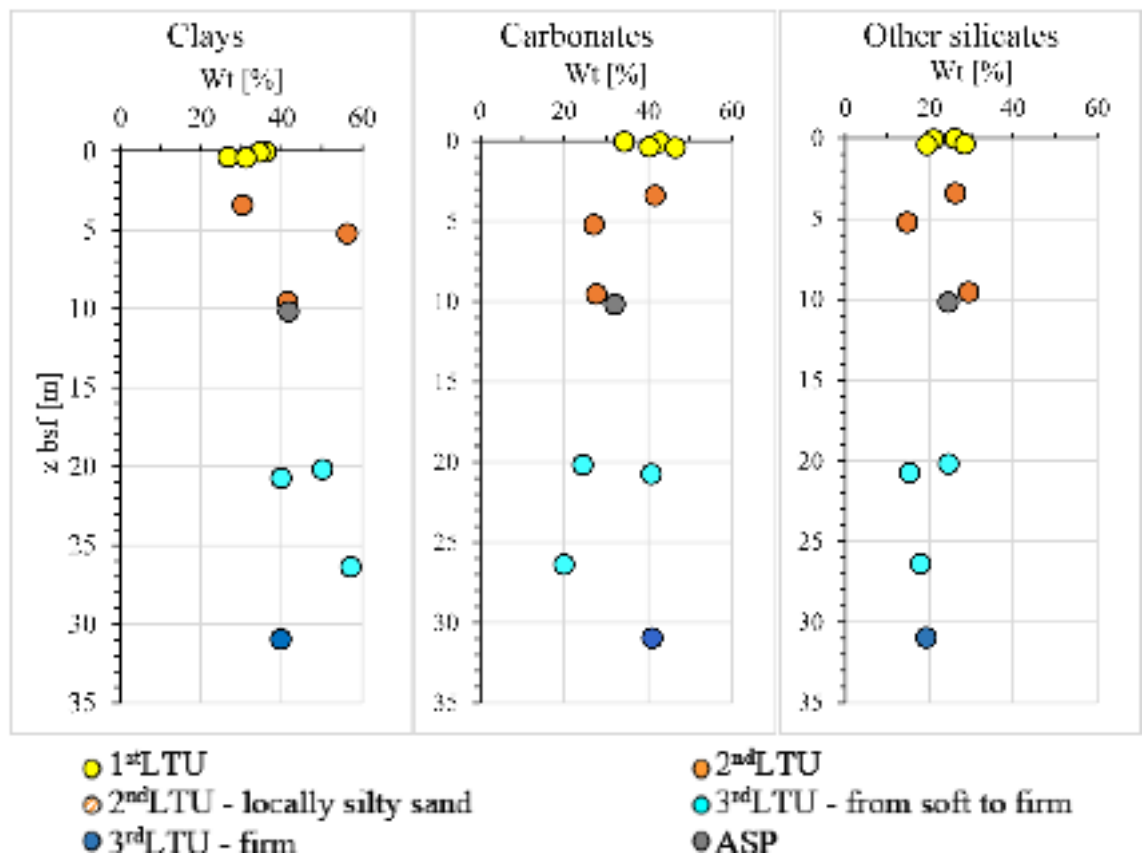 Clays
Wt [%]
0 20 40 60
0
5
10
15
20
25
30
35
z bsf [m]
Carbonates
Wt [%]
0 20 40 60
0
5
10
15
20
25
30
35
Other silicates
Wt [%]
0 20 40 60
0
5
10
15
20
25
30
35
1stLTU
2ndLTU
2ndLTU - locally silty sand
3rdLTU - from soft to firm
3rdLTU - firm
ASP